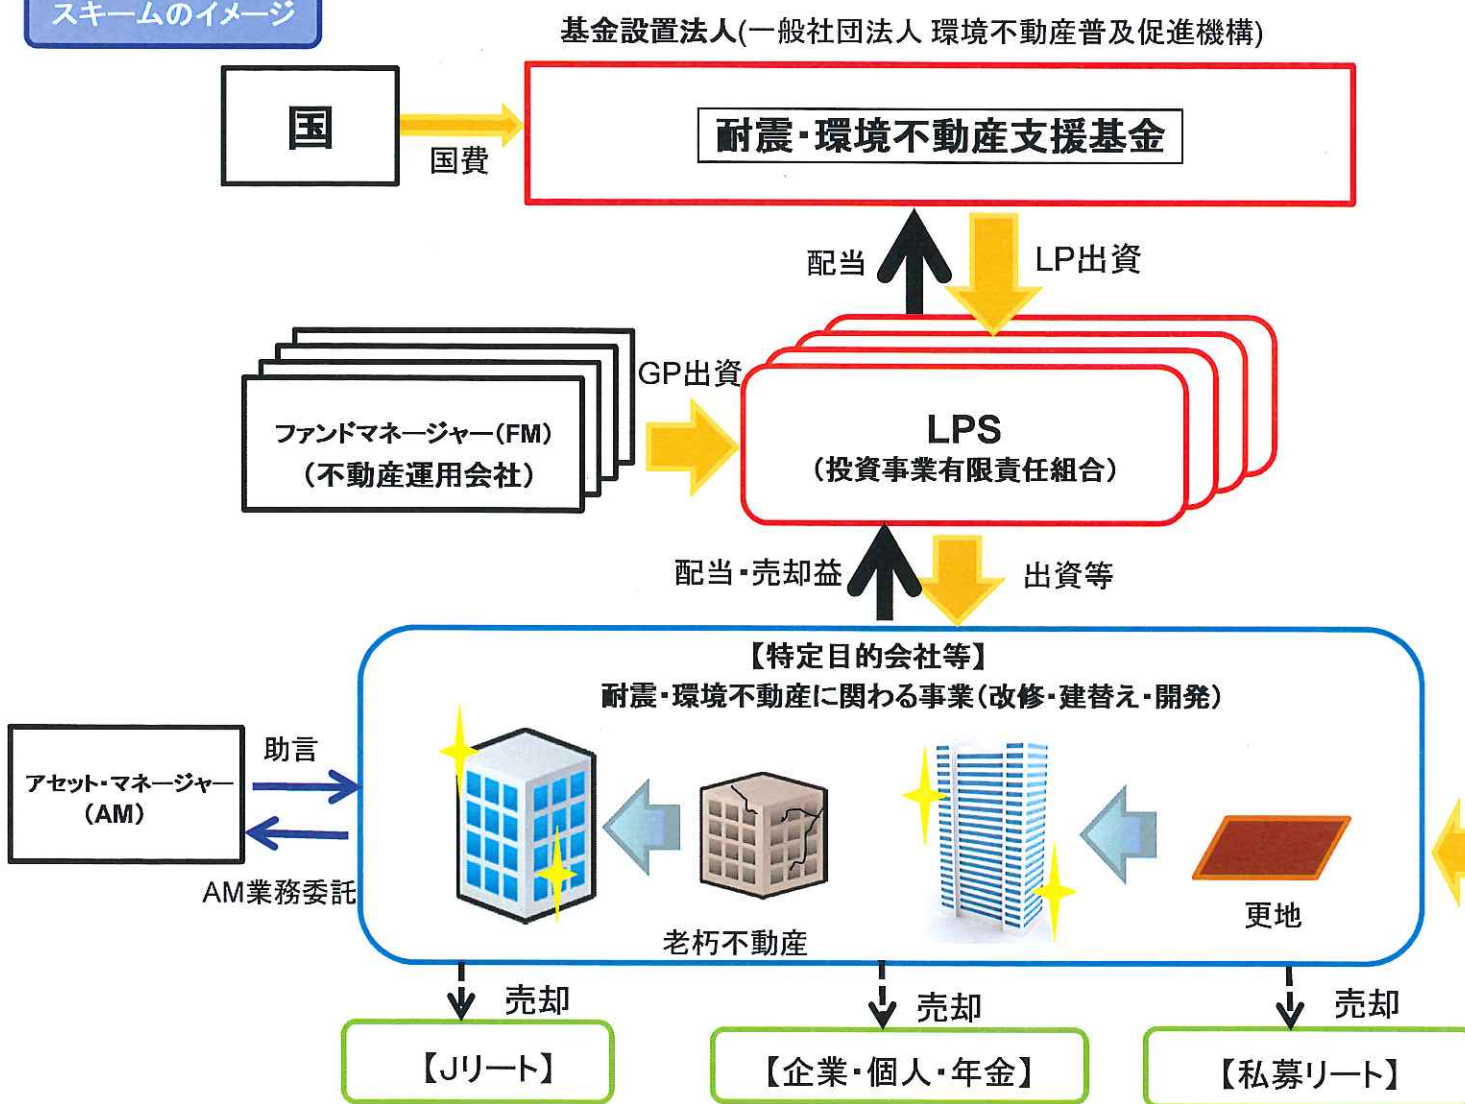 スキームのイメージ
基金設置法人(一般社団法人 環境不動産普及促進機構)
国
国費
耐震・環境不動産支援基金
配当
LP出資
GP出資
ファンドマネージャー(FM)
(不動産運用会社)
LPS
(投資事業有限責任組合)
配当・売却益
出資等
【特定目的会社等】
耐震・環境不動産に関わる事業(改修・建替え・開発)
アセット・マネージャー
(AM)
助言
AM業務委託
老朽不動産
更地
売却
売却
売却
【Jリート】
【企業・個人・年金】
【私募リート】